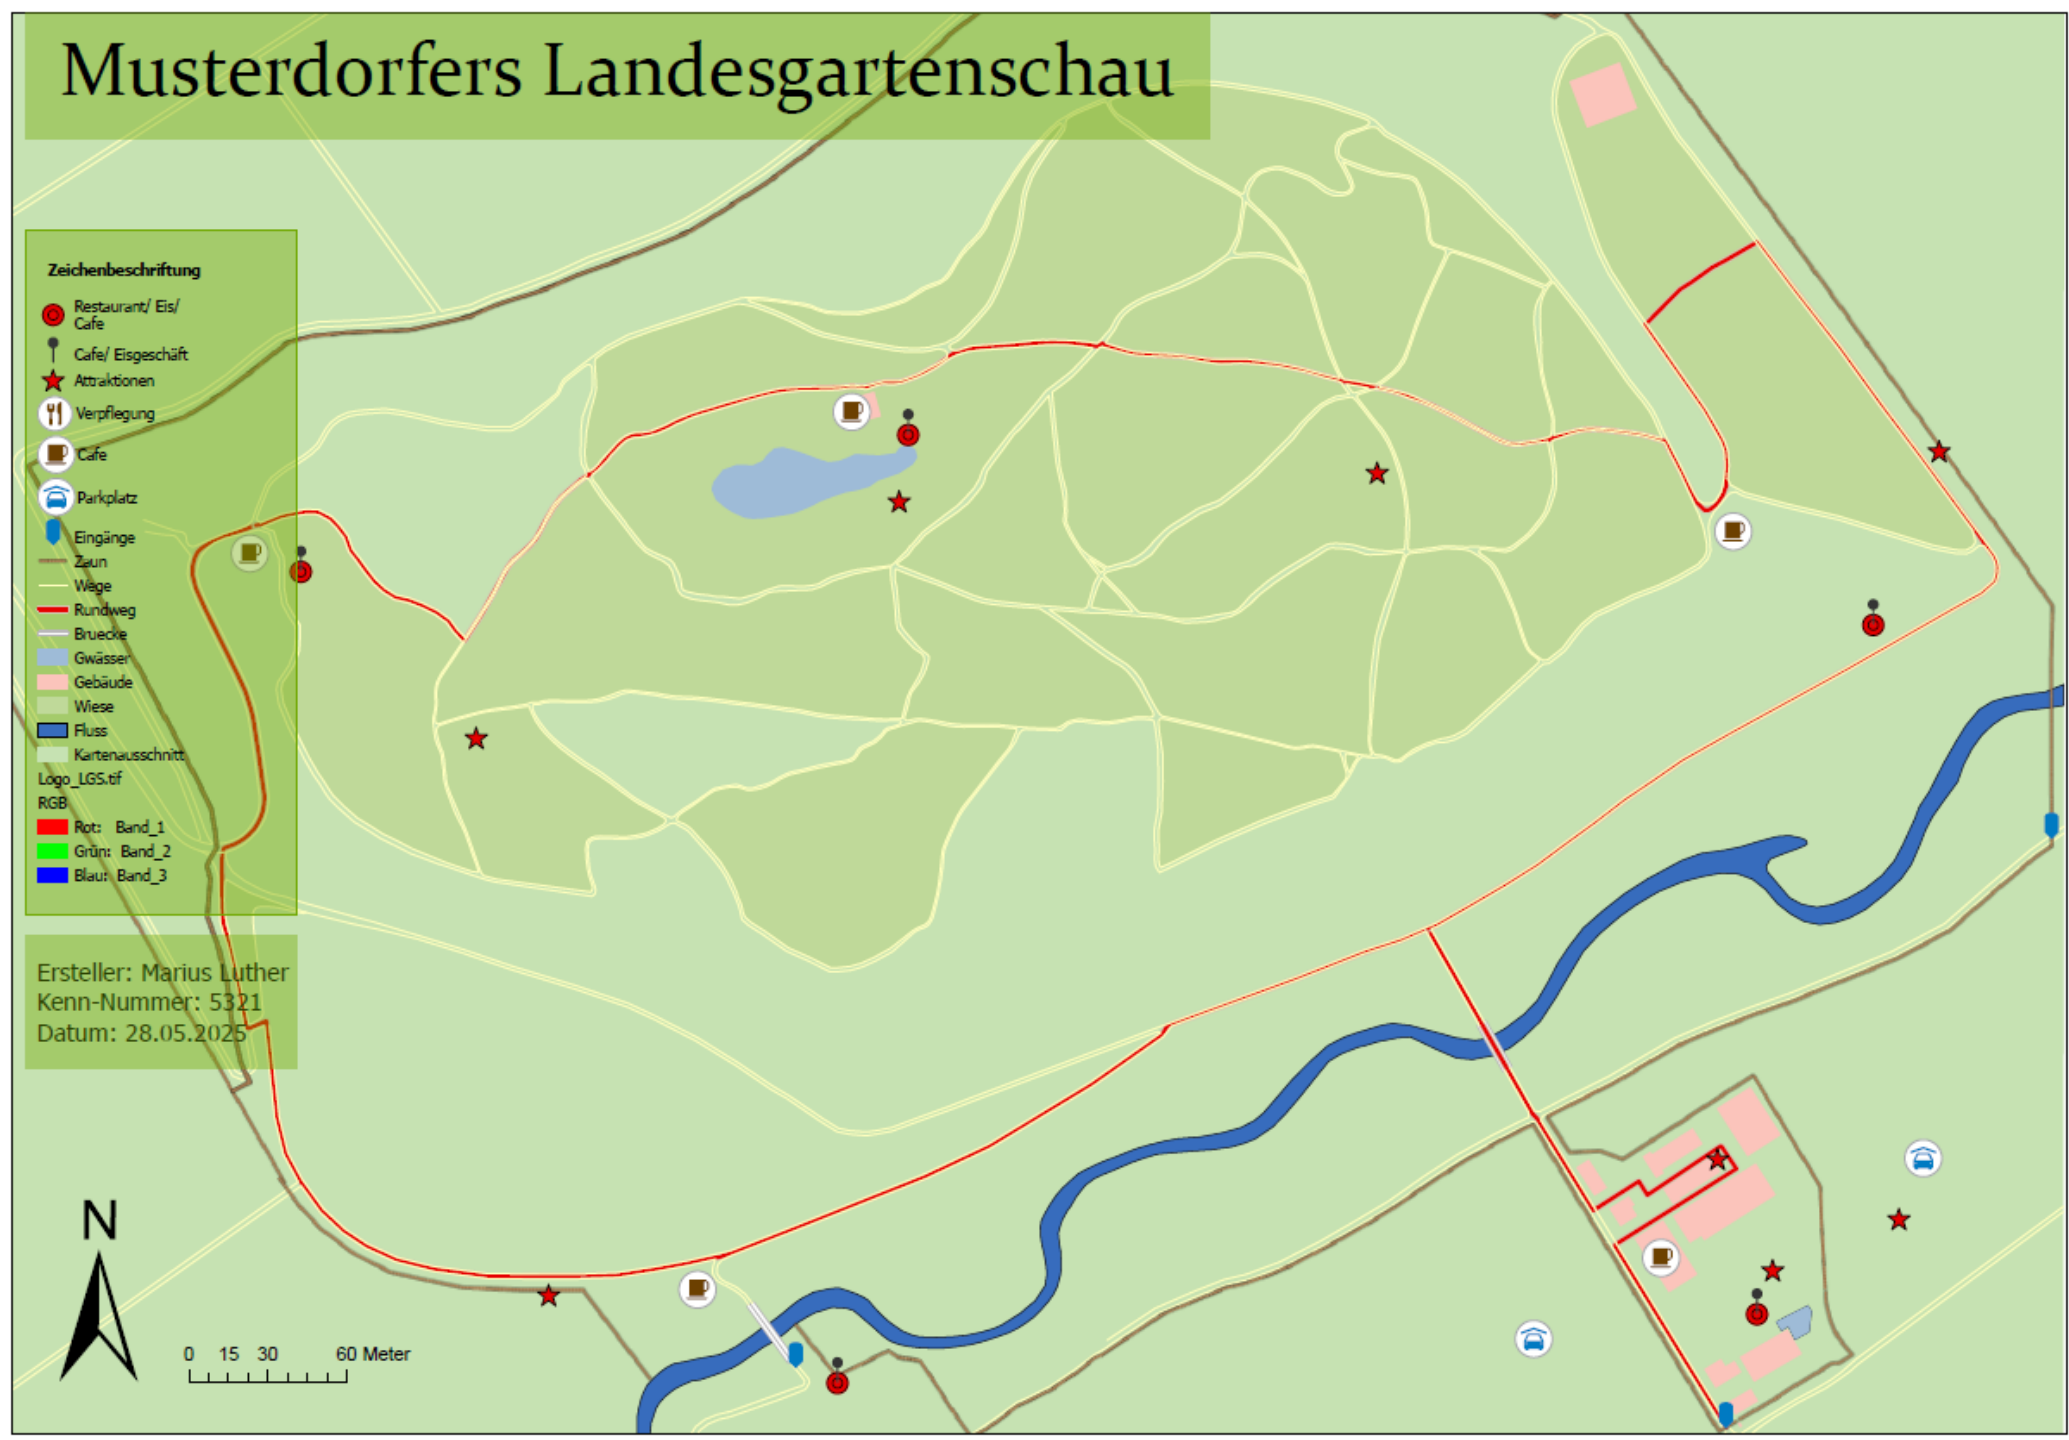 Musterdorfers Landesgartenschau
Zeichenbeschriftung
Restaurant/ Eis/
Cafe
Cafe/ Eisgeschäft
Attraktionen
Verpflegung
Cafe
Parkplatz
Eingänge
Zaun
Wege
Rundweg
Bruecke
Gwässer
Gebäude
Wiese
Fluss
Kartenausschnitt
Logo_LGS.tif
RGB
Rot: Band_1
Grün: Band_2
Blau: Band_3
Ersteller: Marius Luther
Kenn-Nummer: 5321
Datum: 28.05.2025
N
0 15 30 60 Meter